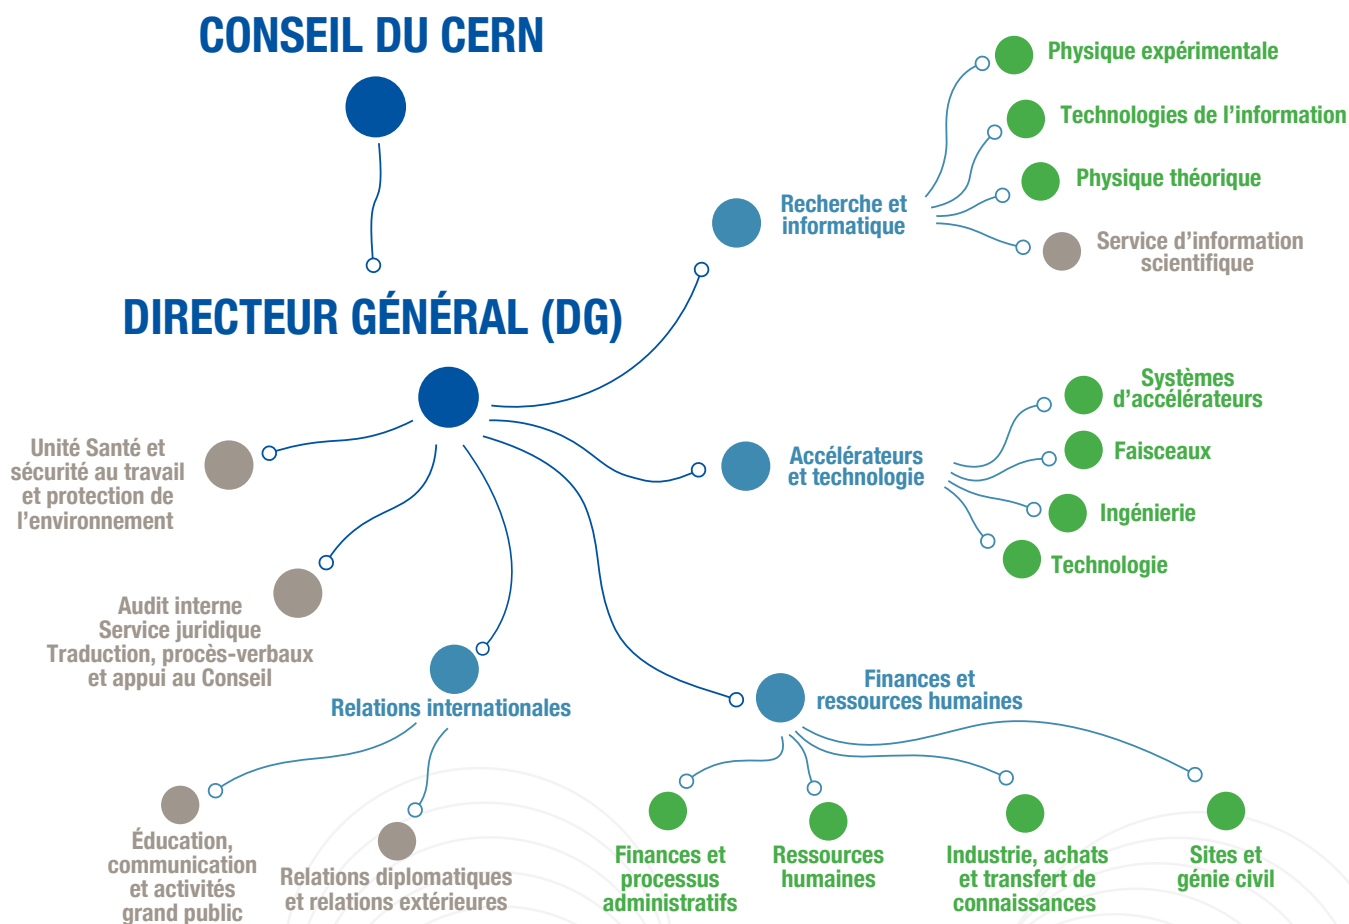 CONSEIL DU CERN
DIRECTEUR GÉNÉRAL (DG)
Recherche et
informatique
Physique expérimentale
Technologies de l’information
Physique théorique
Service d’information
scientifique
Accélérateurs
et technologie
Systèmes
d’accélérateurs
Faisceaux
Ingénierie
Technologie
Unité Santé et
sécurité au travail
et protection de
l’environnement
Audit interne
Service juridique
Traduction, procès-verbaux
et appui au Conseil
Relations internationales
Éducation,
communication
et activités
grand public
Relations diplomatiques
et relations extérieures
Finances et
ressources humaines
Finances et
processus
administratifs
Ressources
humaines
Industrie, achats
et transfert de
connaissances
Sites et
génie civil